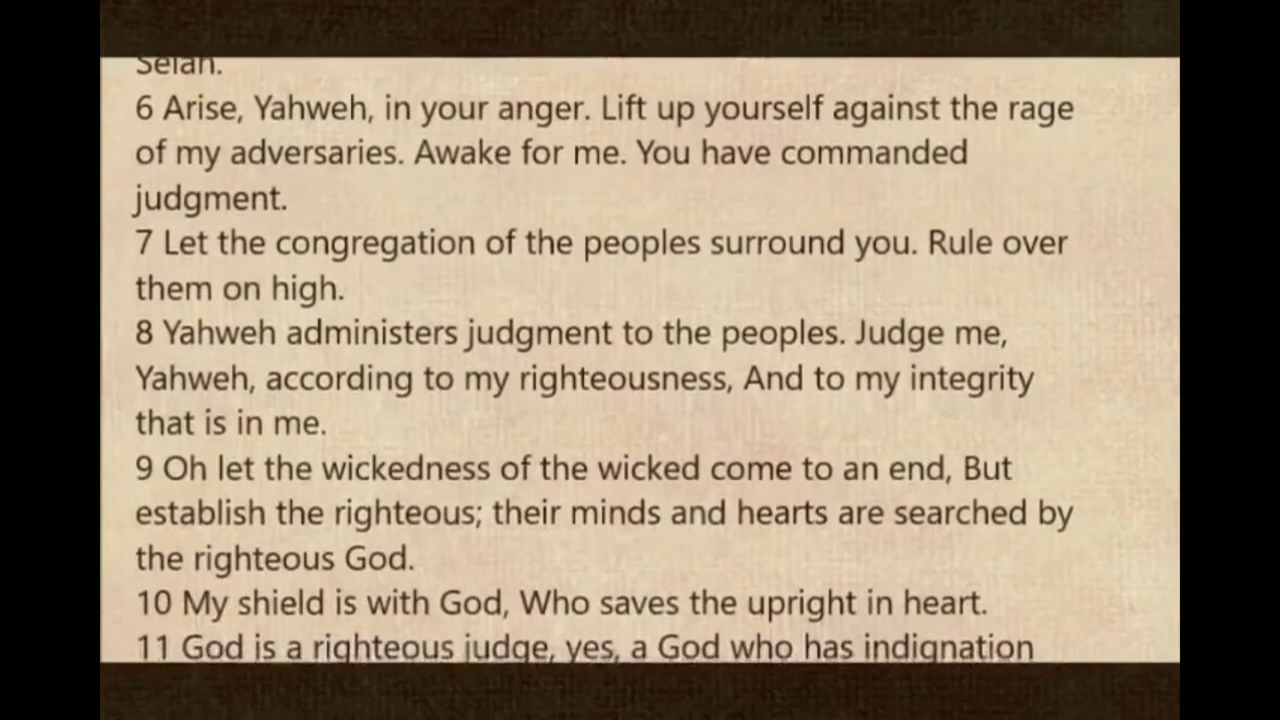 Selah.
6 Arise, Yahweh, in your anger. Lift up yourself against the rage
of my adversaries. Awake for me. You have commanded
judgment.
7 Let the congregation of the peoples surround you. Rule over
them on high.
8 Yahweh administers judgment to the peoples. Judge me,
Yahweh, according to my righteousness, And to my integrity
that is in me.
9 Oh let the wickedness of the wicked come to an end, But
establish the righteous; their minds and hearts are searched by
the righteous God.
10 My shield is with God, Who saves the upright in heart.
11 God is a righteous judge, yes, a God who has indignation